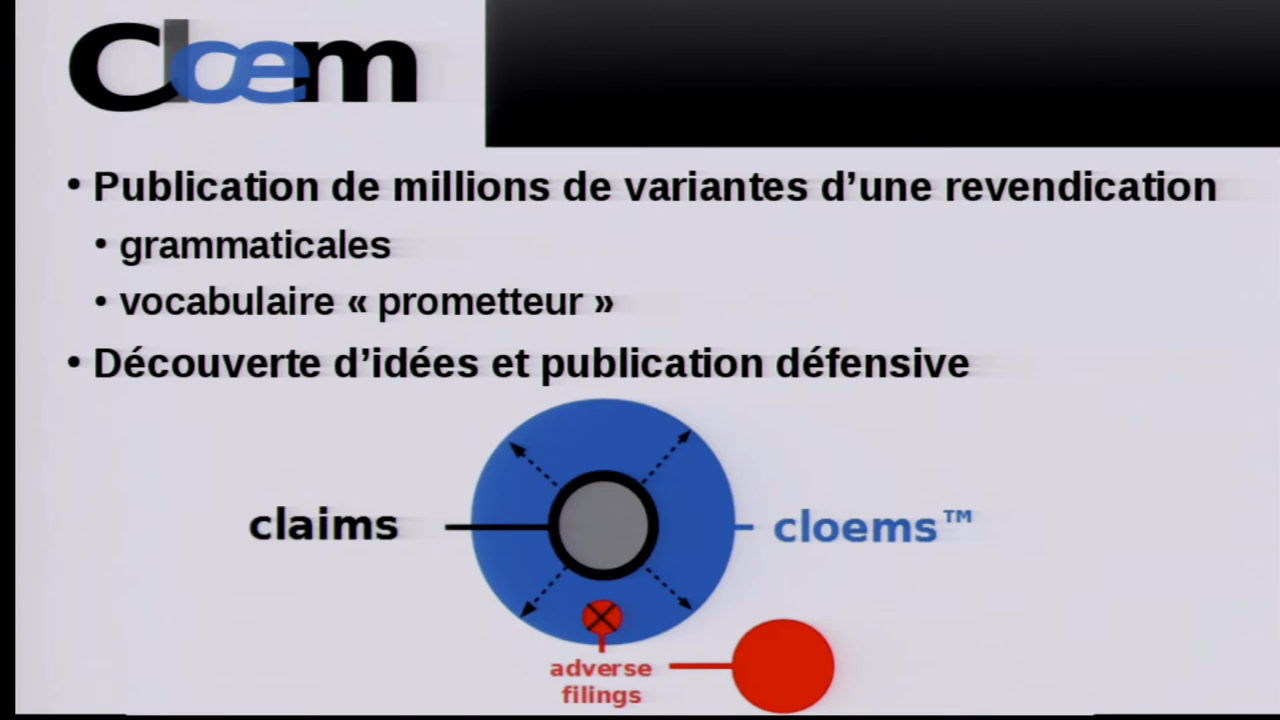 Clœm
• Publication de millions de variantes d’une revendication
• grammaticales
• vocabulaire « prometteur »
• Découverte d’idées et publication défensive
claims
cloems™
adverse
filings